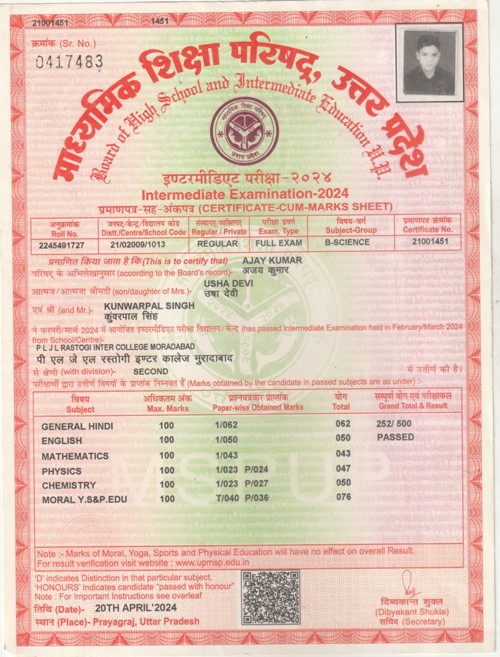 21001451 1451
क्रमांक (Sr. No.)
0417483
माध्यमिक शिक्षा परिषद्, उत्तर प्रदेश
Board of High School and Intermediate Education U.P.
इण्टरमीडिएट परीक्षा-२०२४
Intermediate Examination-2024
प्रमाणपत्र-सह-अंकपत्र (CERTIFICATE-CUM-MARKS SHEET)
अनुक्रमांक जनपद/केन्द्र/विद्यालय कोड संस्थागत/व्यक्तिगत परीक्षा प्रवर्ग विषय-वर्ग प्रमाणपत्र क्रमांक
Roll No. Distt./Centre/School Code Regular / Private Exam. Type Subject-Group Certificate No.
2245491727 21/02009/1013 REGULAR FULL EXAM B-SCIENCE 21001451
प्रमाणित किया जाता है कि (This is to certify that) AJAY KUMAR
परिषद् के अभिलेखानुसार (according to the Board's record)- अजय कुमार
आत्मज/आत्मजा श्रीमती (son/daughter of Mrs.)- USHA DEVI
उषा देवी
एवं श्री (and Mr.)- KUNWARPAL SINGH
कुंवरपाल सिंह
ने फरवरी/मार्च 2024 में आयोजित इण्टरमीडिएट परीक्षा विद्यालय/केन्द्र (has passed Intermediate Examination held in February/March 2024
from School/Centre)-
P L J L RASTOGI INTER COLLEGE MORADABAD
पी एल जे एल रस्तोगी इण्टर कालेज मुरादाबाद
से श्रेणी (with division)- SECOND में उत्तीर्ण की है।
परीक्षार्थी द्वारा उत्तीर्ण विषयों के प्राप्तांक निम्नवत हैं (Marks obtained by the candidate in passed subjects are as under) :-
विषय अधिकतम अंक प्रश्नपत्रवार प्राप्तांक योग सम्पूर्ण योग एवं परीक्षाफल
Subject Max. Marks Paper-wise Obtained Marks Total Grand Total & Result
GENERAL HINDI 100 1/062 062 252/ 500
ENGLISH 100 1/050 050 PASSED
MATHEMATICS 100 1/043 043
PHYSICS 100 1/023 P/024 047
CHEMISTRY 100 1/023 P/027 050
MORAL Y.S&P.EDU 100 T/040 P/036 076
Note :- Marks of Moral, Yoga, Sports and Physical Education will have no effect on overall Result.
For result verification visit website : www.upmsp.edu.in
'D' indicates Distinction in that particular subject,
'HONOURS' indicates candidate "passed with honour"
Note : For Important Instructions see overleaf
तिथि (Date)- 20TH APRIL'2024
स्थान (Place)- Prayagraj, Uttar Pradesh
दिव्यकान्त शुक्ल
(Dibyakant Shukla)
सचिव (Secretary)